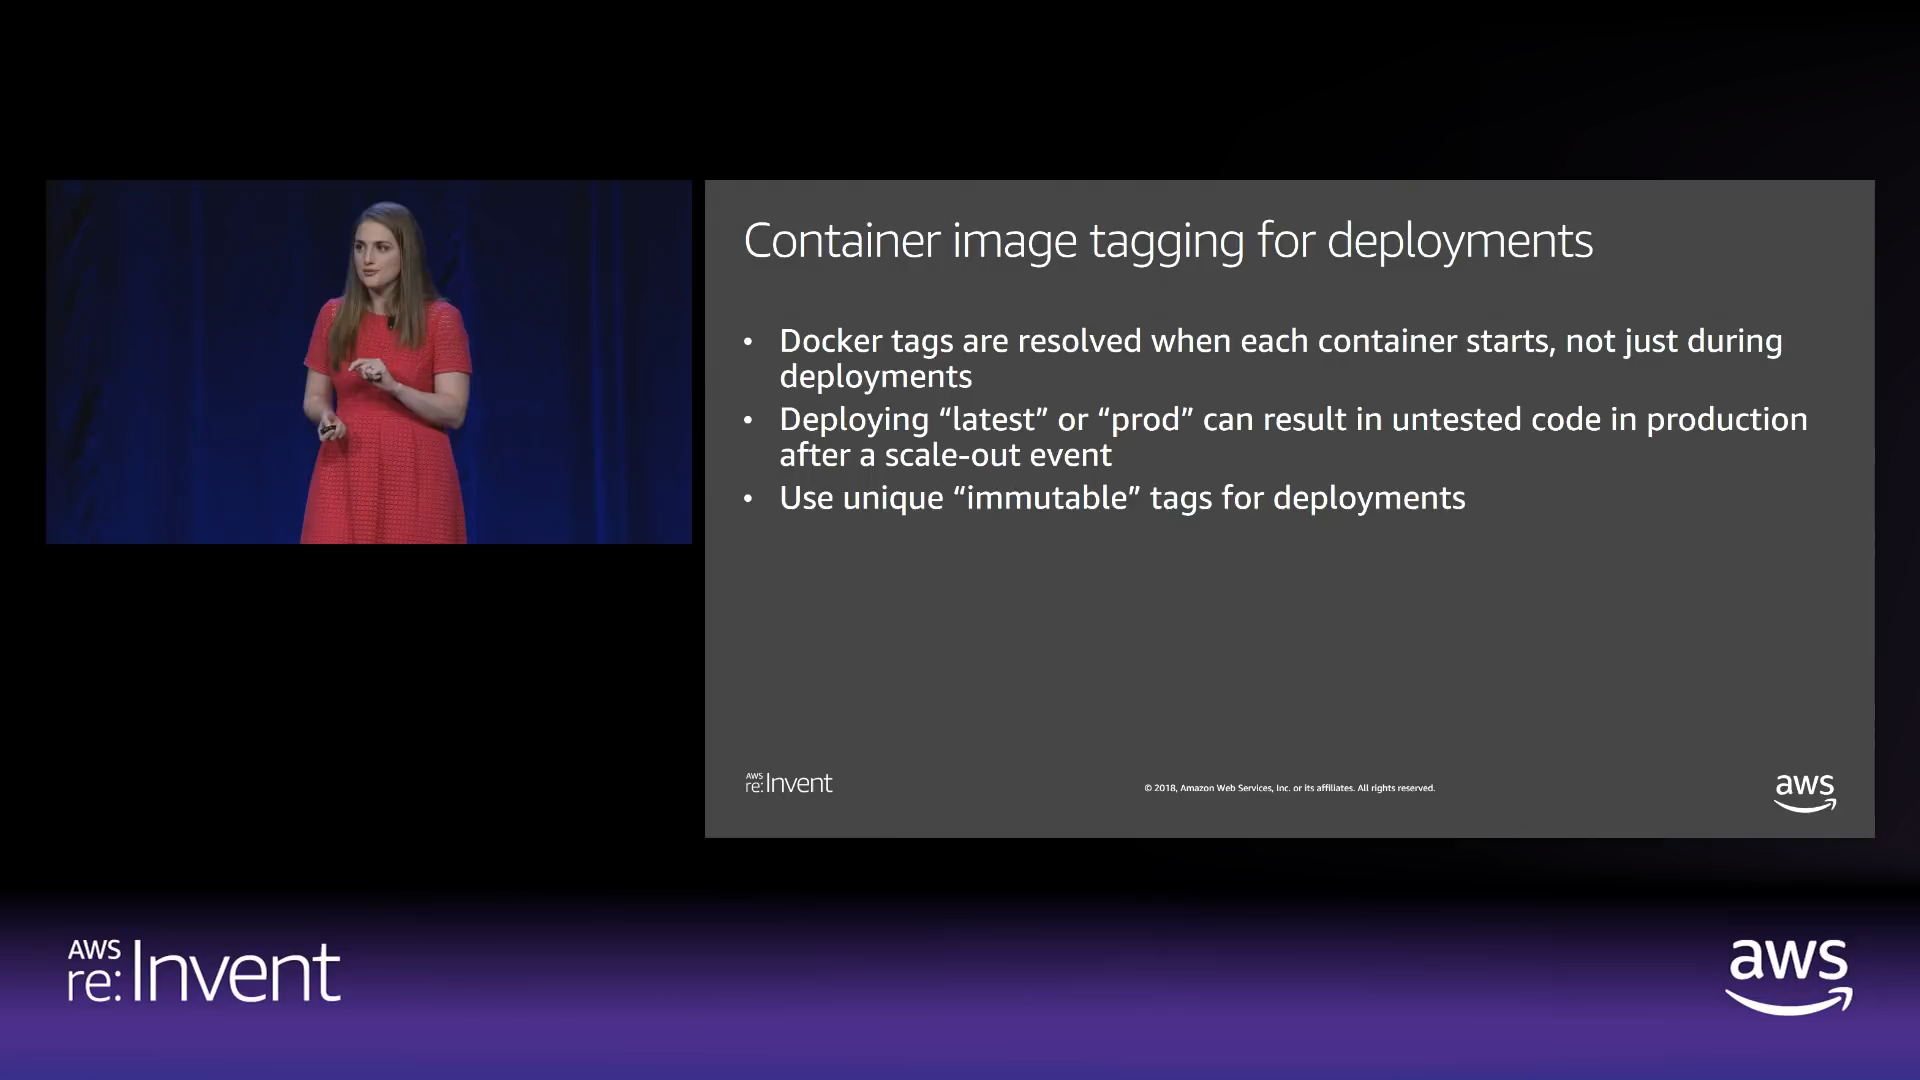 Container image tagging for deployments
• Docker tags are resolved when each container starts, not just during
deployments
• Deploying “latest” or “prod” can result in untested code in production
after a scale-out event
• Use unique “immutable” tags for deployments
AWS
re:Invent
© 2018, Amazon Web Services, Inc. or its affiliates. All rights reserved.
aws
AWS
re:Invent
aws